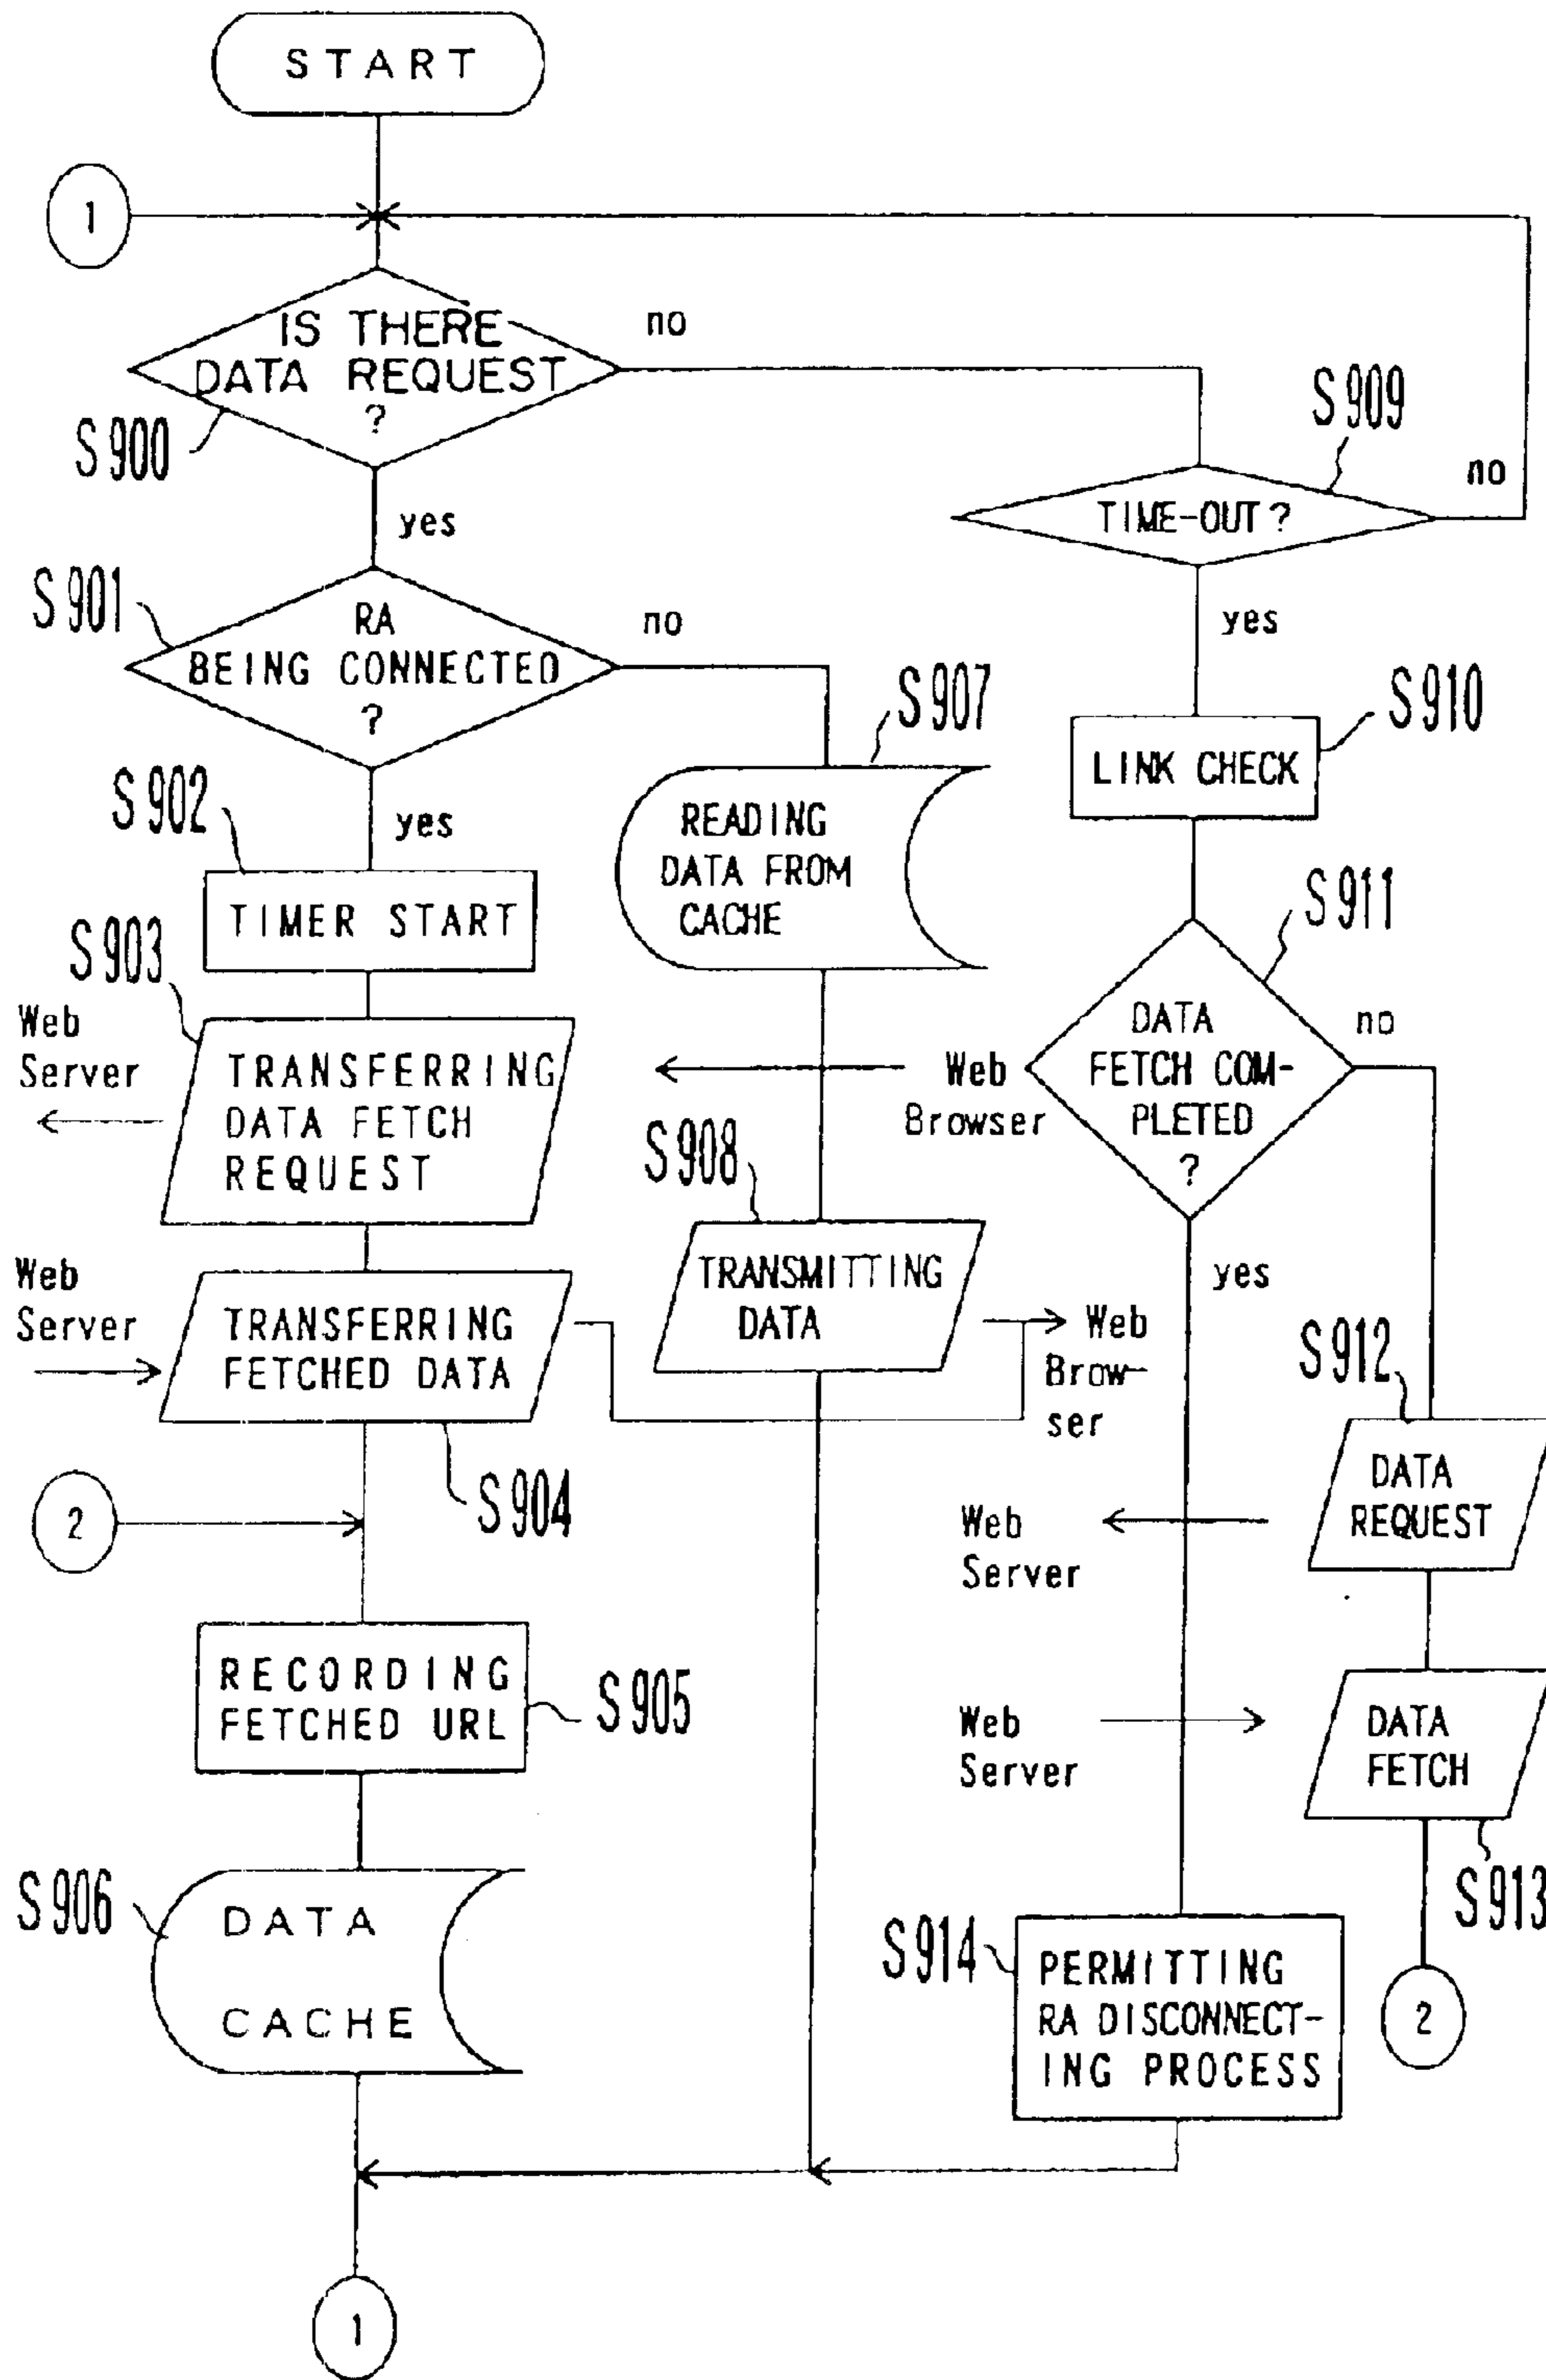 START
1
IS THERE
DATA REQUEST
?
S900
no
yes
S909
TIME-OUT?
no
yes
S901
RA
BEING CONNECTED
?
no
yes
S907
READING
DATA FROM
CACHE
S910
LINK CHECK
S902
TIMER START
S903
Web
Server
TRANSFERRING
DATA FETCH
REQUEST
Web
Browser
S911
DATA
FETCH COM-
PLETED
?
no
yes
S908
TRANSMITTING
DATA
Web
Brow-
ser
Web
Server
TRANSFERRING
FETCHED DATA
S904
2
S912
DATA
REQUEST
Web
Server
RECORDING
FETCHED URL
S905
Web
Server
DATA
FETCH
S913
S906
DATA
CACHE
S914
PERMITTING
RA DISCONNECT-
ING PROCESS
2
1